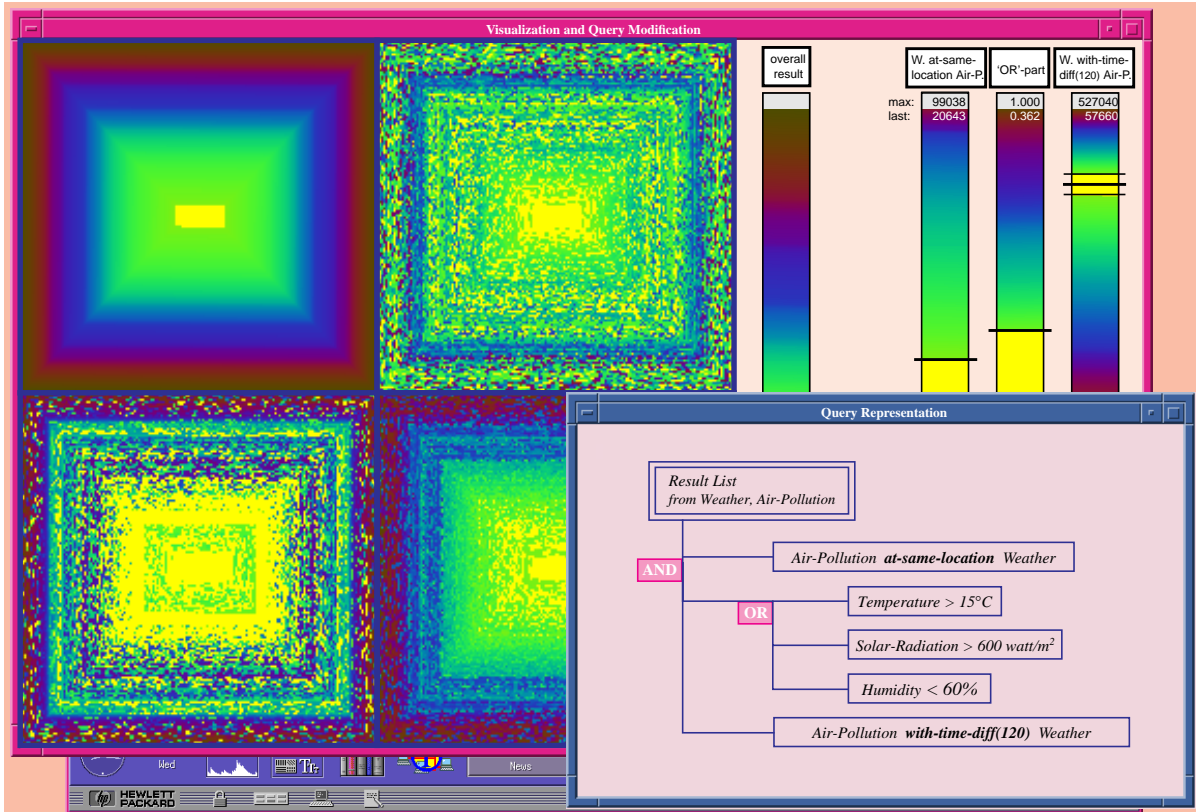 Visualization and Query Modification
overall
result
W. at-same-
location Air-P.
'OR'-part
W. with-time-
diff(120) Air-P.
max: 99038 1.000 527040
last: 20643 0.362 57660
Query Representation
Result List
from Weather, Air-Pollution
Air-Pollution at-same-location Weather
AND
Temperature > 15°C
OR
Solar-Radiation > 600 watt/m²
Humidity < 60%
Air-Pollution with-time-diff(120) Weather
Wed
News
hp HEWLETT
PACKARD